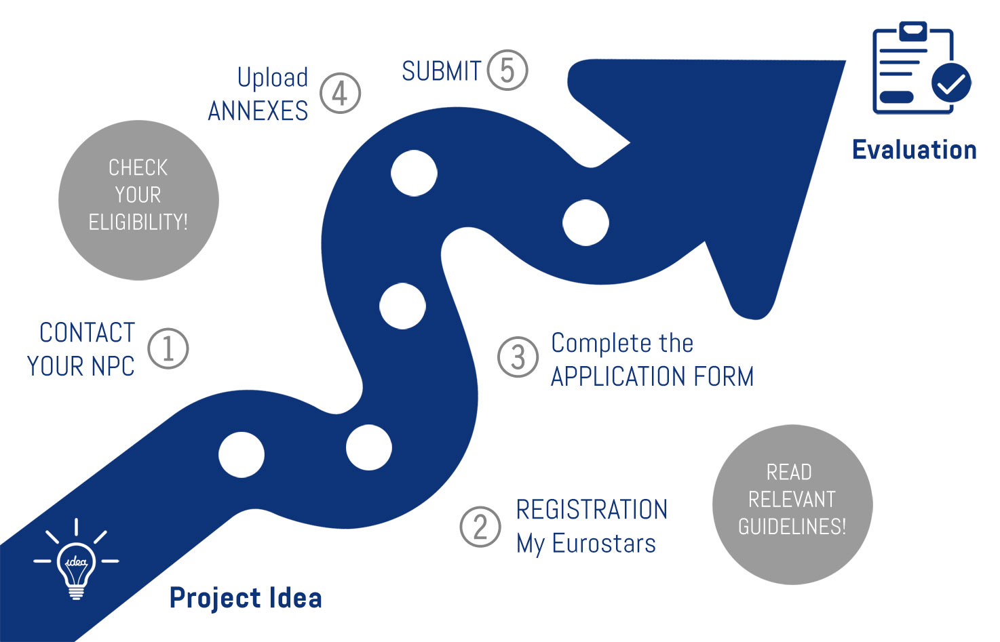 Upload
ANNEXES
4
SUBMIT 5
Evaluation
CHECK
YOUR
ELIGIBILITY!
CONTACT
YOUR NPC
1
3
Complete the
APPLICATION FORM
2
REGISTRATION
My Eurostars
READ
RELEVANT
GUIDELINES!
idea
Project Idea